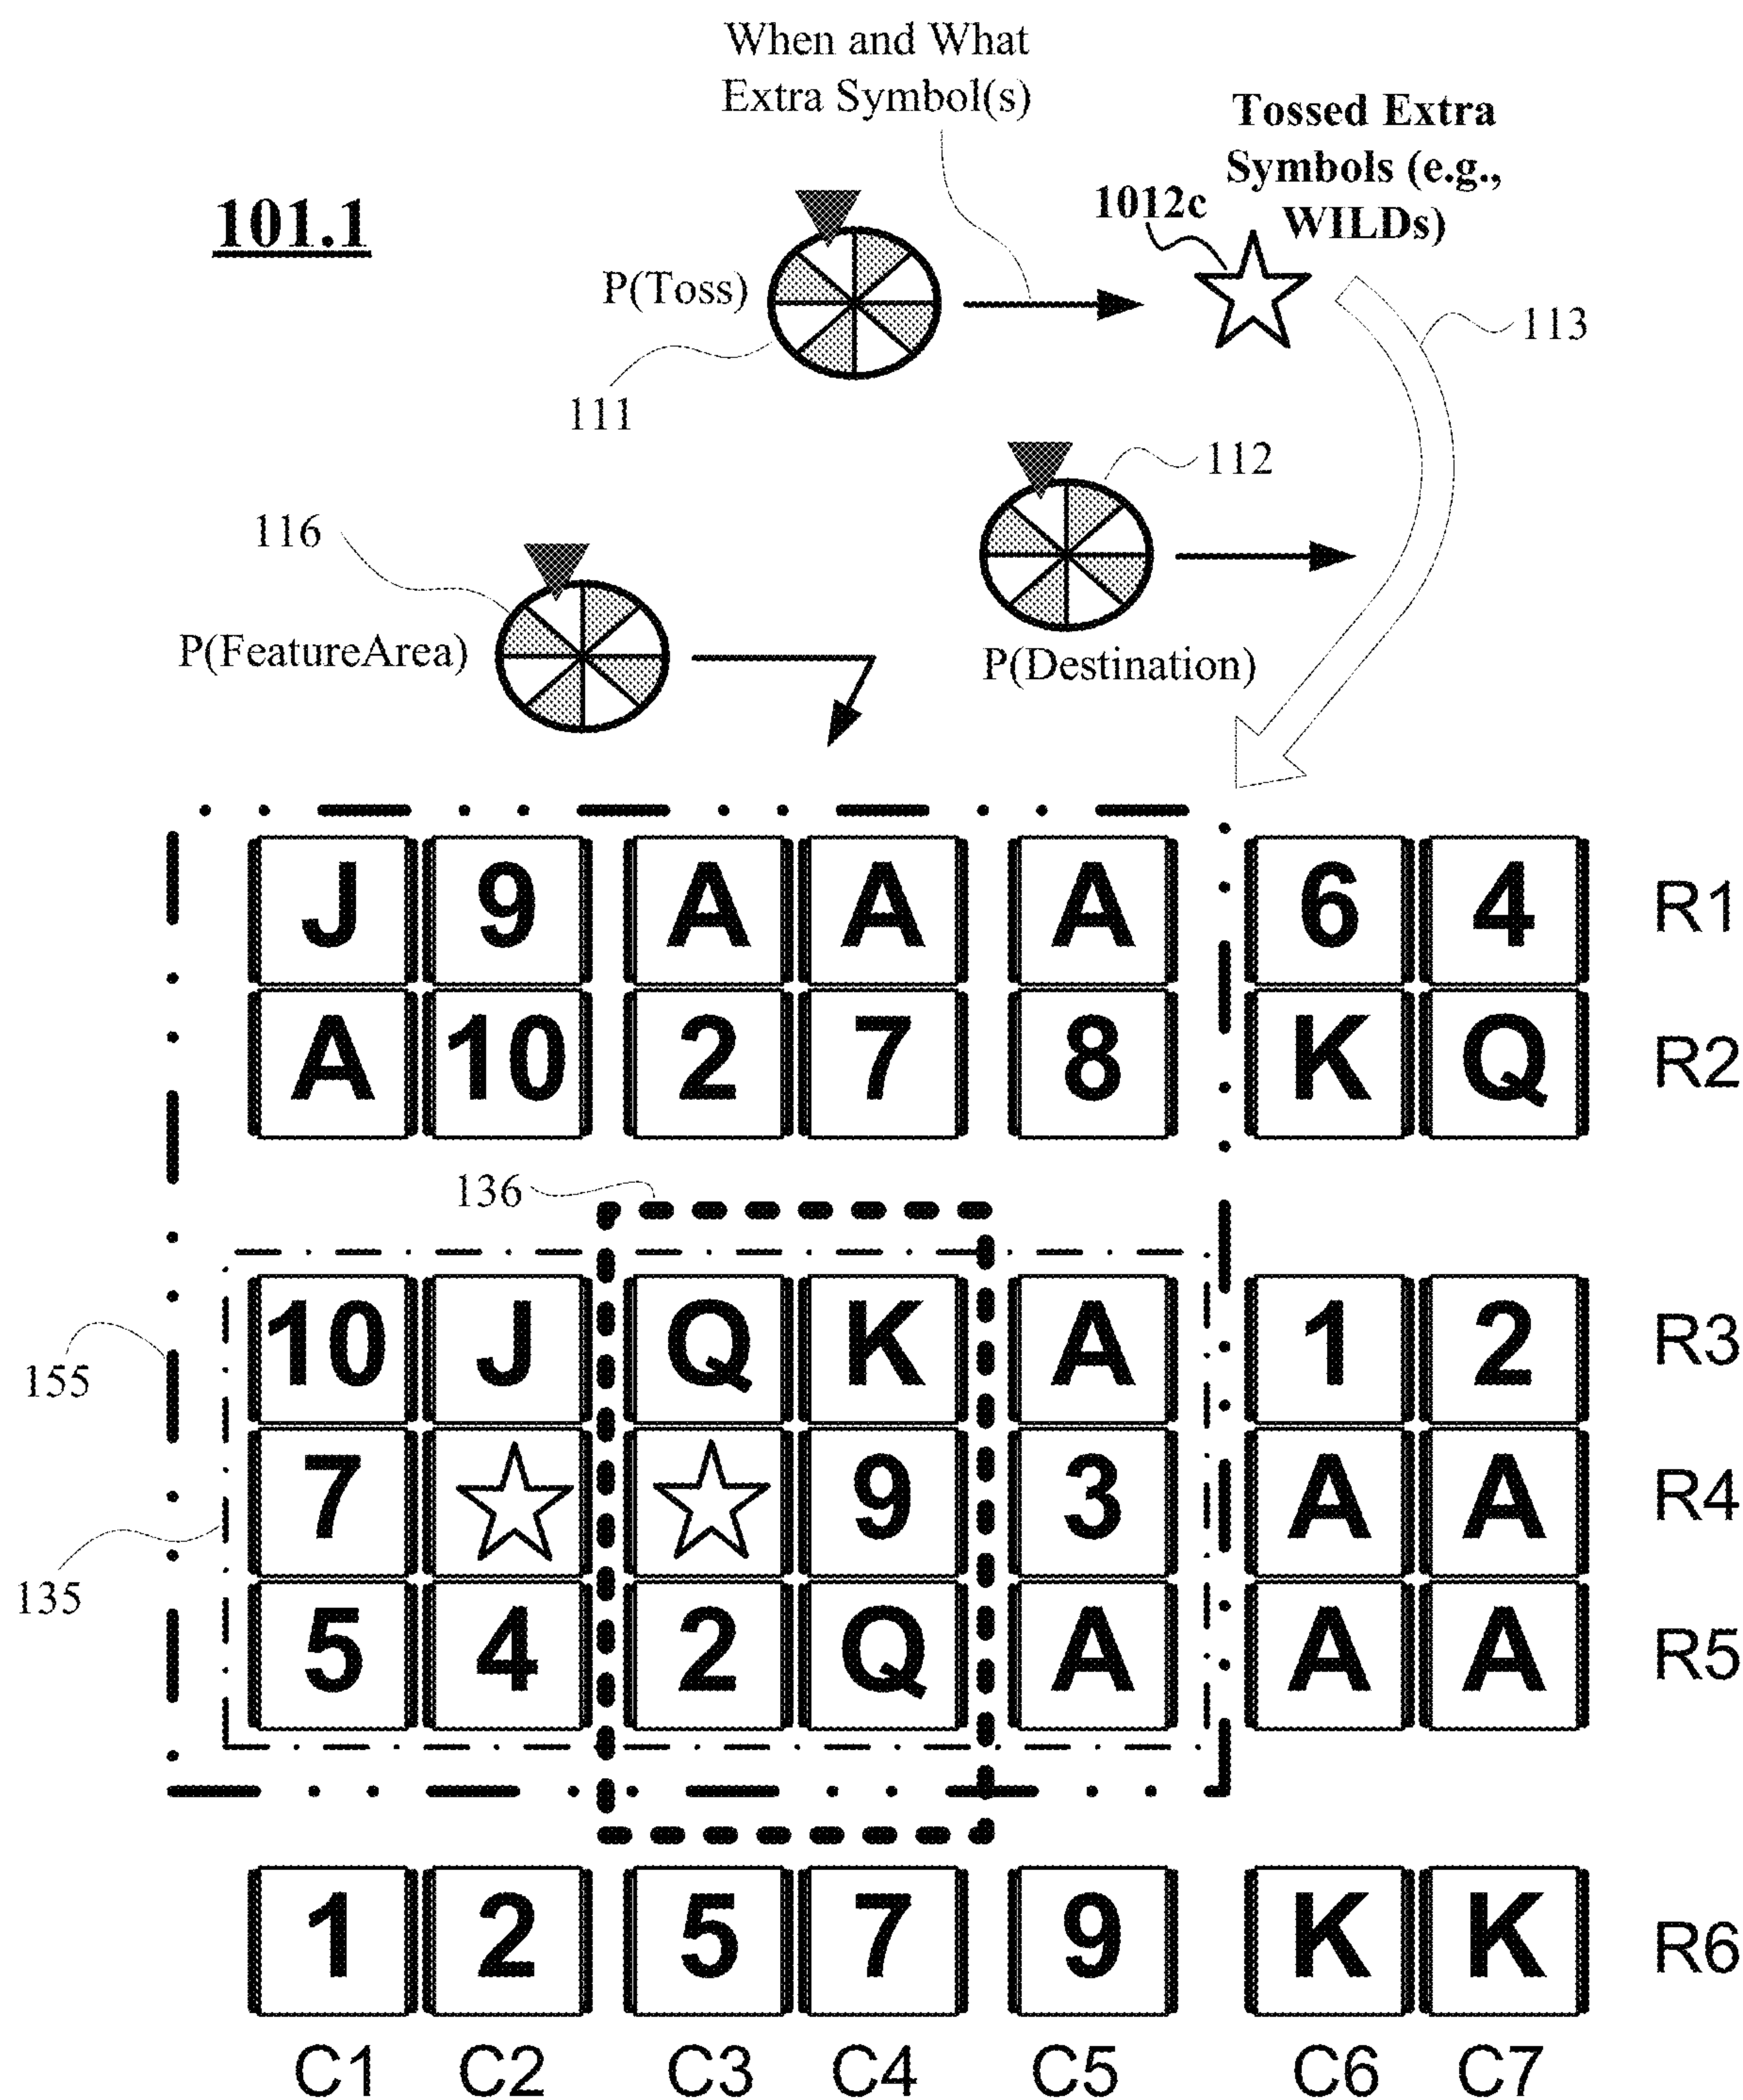 When and What
Extra Symbol(s)
Tossed Extra
Symbols (e.g.,
WILDs)
101.1
1012c
P(Toss)
113
111
112
116
P(FeatureArea)
P(Destination)
J 9 A A A 6 4 R1
A 10 2 7 8 K Q R2
136
10 J Q K A 1 2 R3
155
7 9 3 A A R4
135
5 4 2 Q A A A R5
1 2 5 7 9 K K R6
C1 C2 C3 C4 C5 C6 C7